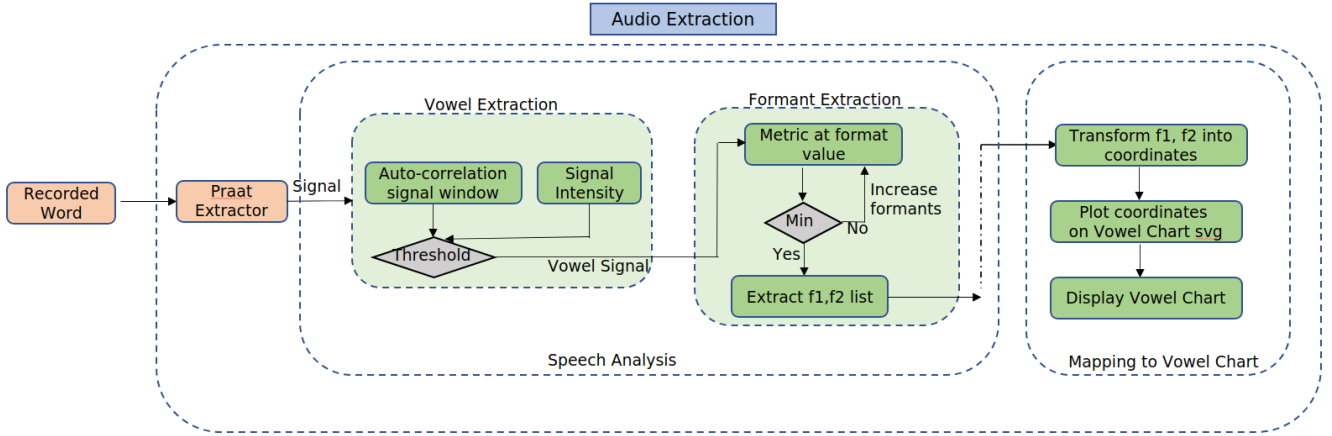 Audio Extraction
Recorded
Word
Praat
Extractor
Signal
Vowel Extraction
Auto-correlation
signal window
Signal
Intensity
Threshold
Vowel Signal
Formant Extraction
Metric at format
value
Increase
formants
Min
No
Yes
Extract f1,f2 list
Speech Analysis
Transform f1, f2 into
coordinates
Plot coordinates
on Vowel Chart svg
Display Vowel Chart
Mapping to Vowel Chart